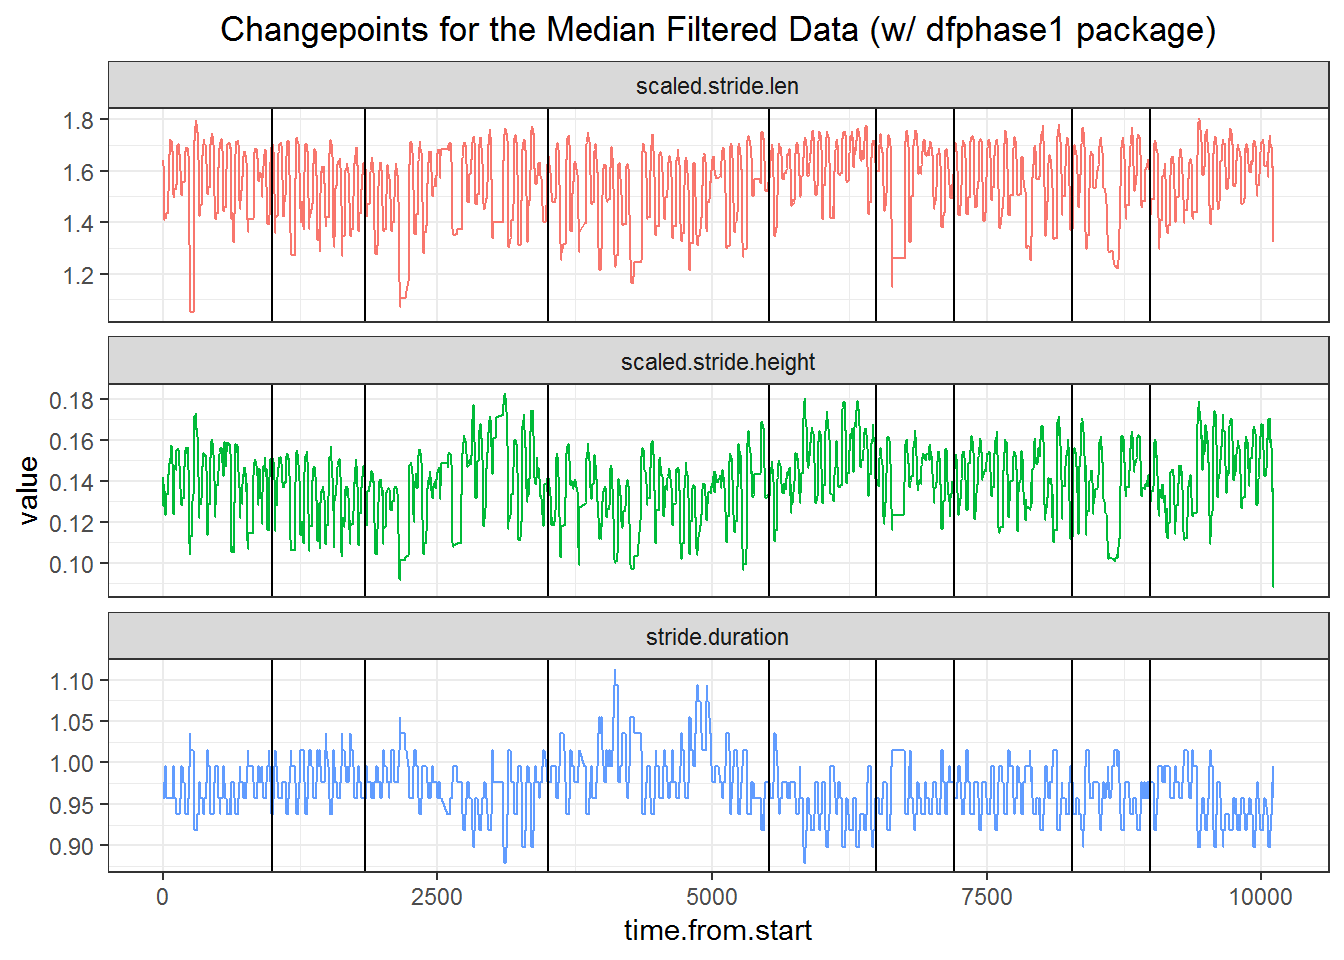 Changepoints for the Median Filtered Data (w/ dfphase1 package)
scaled.stride.len
1.8
1.6
1.4
1.2
scaled.stride.height
0.18
0.16
0.14
0.12
0.10
value
stride.duration
1.10
1.05
1.00
0.95
0.90
0 2500 5000 7500 10000
time.from.start